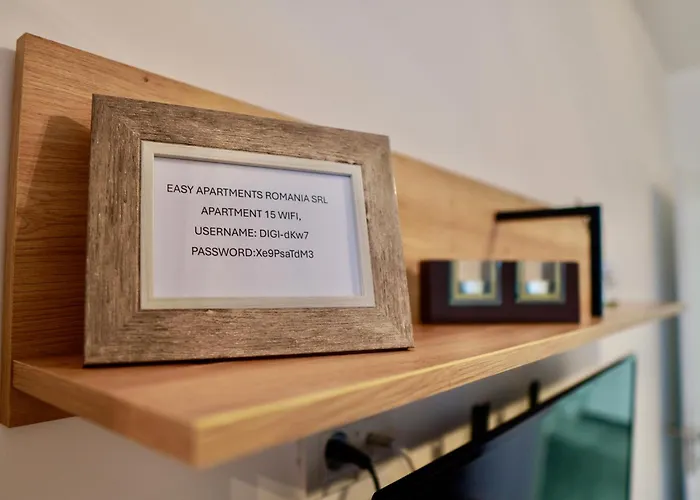 EASY APARTMENTS ROMANIA SRL
APARTMENT 15 WIFI,
USERNAME: DIGI-dKw7
PASSWORD:Xe9PsaTdM3